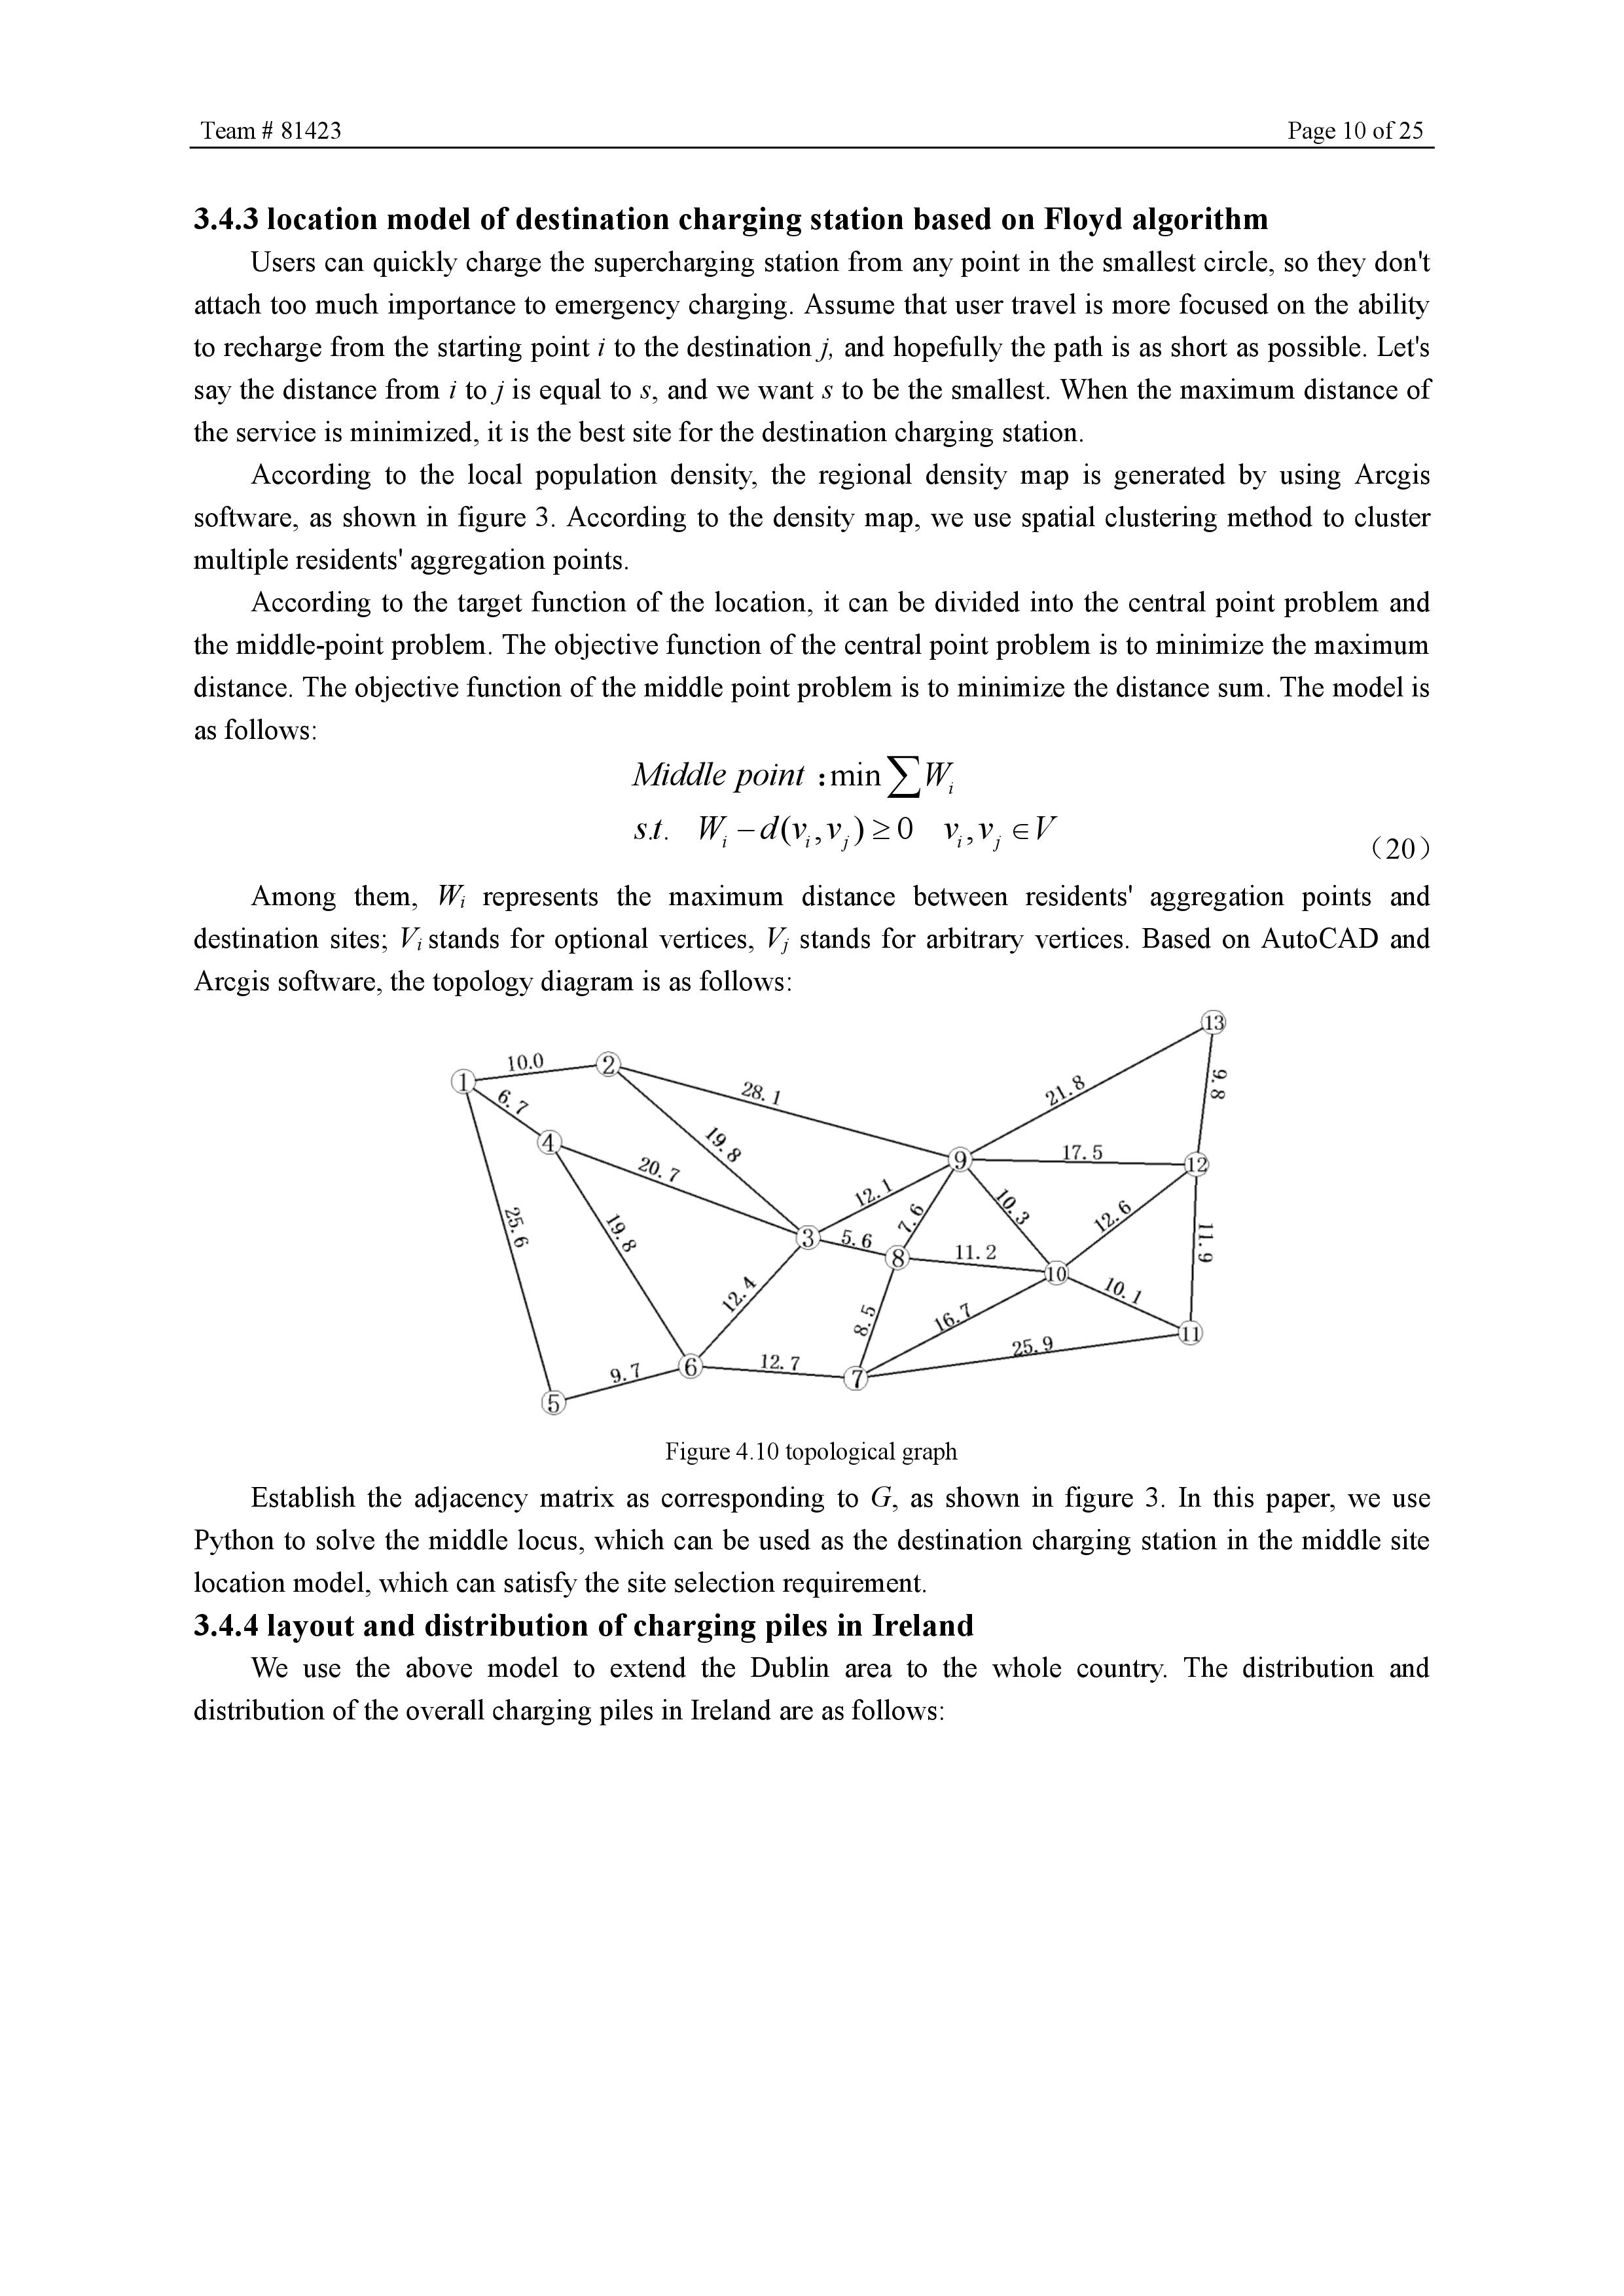 Team # 81423 Page 10 of 25
3.4.3 location model of destination charging station based on Floyd algorithm
Users can quickly charge the supercharging station from any point in the smallest circle, so they don't
attach too much importance to emergency charging. Assume that user travel is more focused on the ability
to recharge from the starting point i to the destination j, and hopefully the path is as short as possible. Let's
say the distance from i to j is equal to s, and we want s to be the smallest. When the maximum distance of
the service is minimized, it is the best site for the destination charging station.
According to the local population density, the regional density map is generated by using Arcgis
software, as shown in figure 3. According to the density map, we use spatial clustering method to cluster
multiple residents' aggregation points.
According to the target function of the location, it can be divided into the central point problem and
the middle-point problem. The objective function of the central point problem is to minimize the maximum
distance. The objective function of the middle point problem is to minimize the distance sum. The model is
as follows:
Middle point :min∑W_i
s.t. W_i −d(v_i,v_j)≥0 v_i,v_j ∈V
(20)
Among them, W_i represents the maximum distance between residents' aggregation points and
destination sites; V_i stands for optional vertices, V_j stands for arbitrary vertices. Based on AutoCAD and
Arcgis software, the topology diagram is as follows:
13
10.0
2
1
9.8
28.1
21.8
6.7
4
19.8
17.5
9
12
20.7
12.1
10.3
25.6
19.8
7.6
12.6
3
5.6
11.9
8
11.2
10
12.4
10.1
8.5
16.7
11
25.9
12.7
6
9.7
7
5
Figure 4.10 topological graph
Establish the adjacency matrix as corresponding to G, as shown in figure 3. In this paper, we use
Python to solve the middle locus, which can be used as the destination charging station in the middle site
location model, which can satisfy the site selection requirement.
3.4.4 layout and distribution of charging piles in Ireland
We use the above model to extend the Dublin area to the whole country. The distribution and
distribution of the overall charging piles in Ireland are as follows: